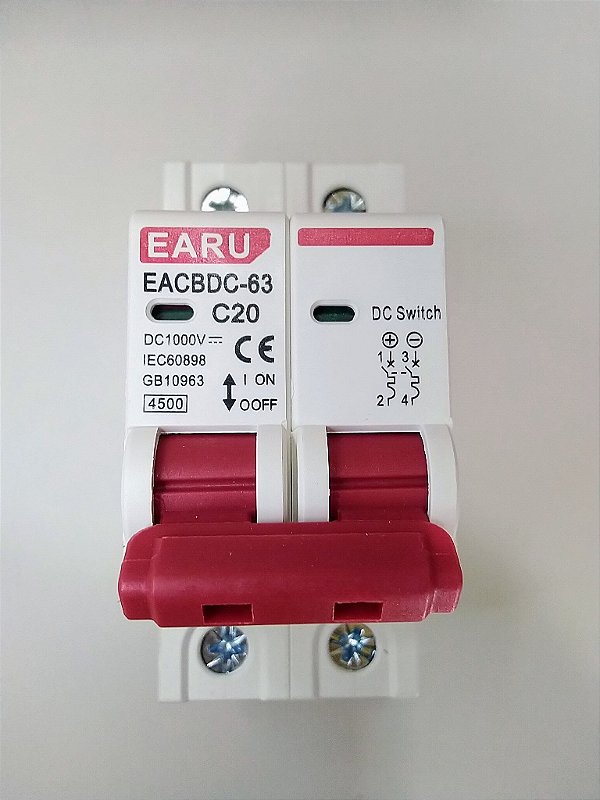 EARU
EACBDC-63
C20
DC1000V⎓
IEC60898
CE
GB10963
I ON
4500
O OFF
DC Switch
+ −
1 3
2 4